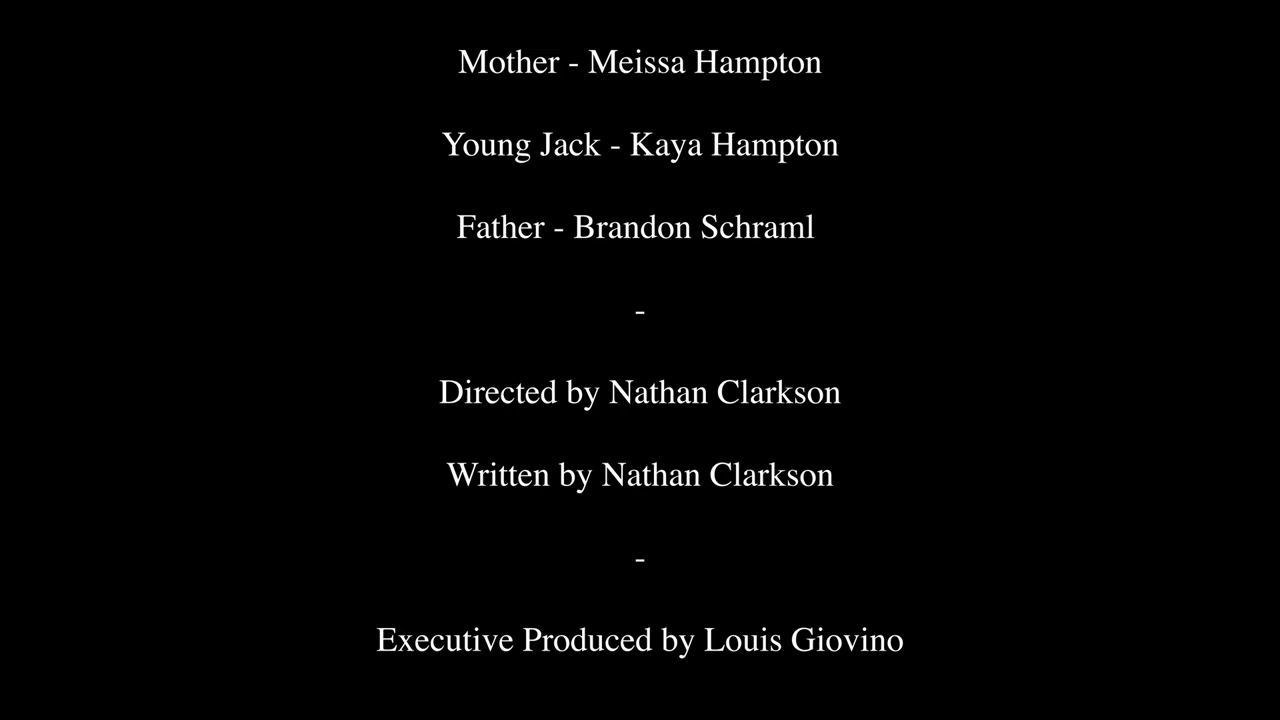 Mother - Meissa Hampton
Young Jack - Kaya Hampton
Father - Brandon Schraml
-
Directed by Nathan Clarkson
Written by Nathan Clarkson
-
Executive Produced by Louis Giovino